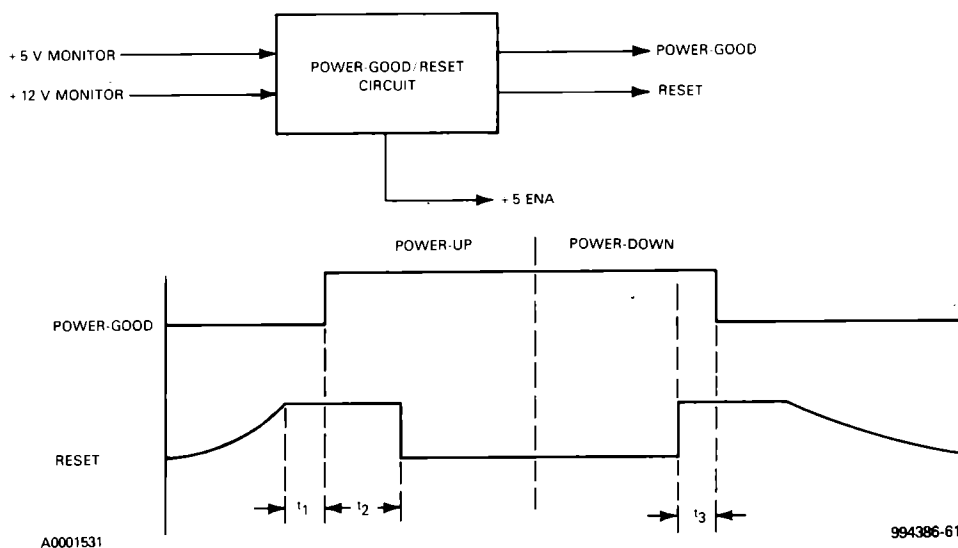 + 5 V MONITOR
+ 12 V MONITOR
POWER-GOOD/RESET
CIRCUIT
POWER-GOOD
RESET
+ 5 ENA
POWER-UP
POWER-DOWN
POWER-GOOD
RESET
t1
t2
t3
A0001531
994386-61